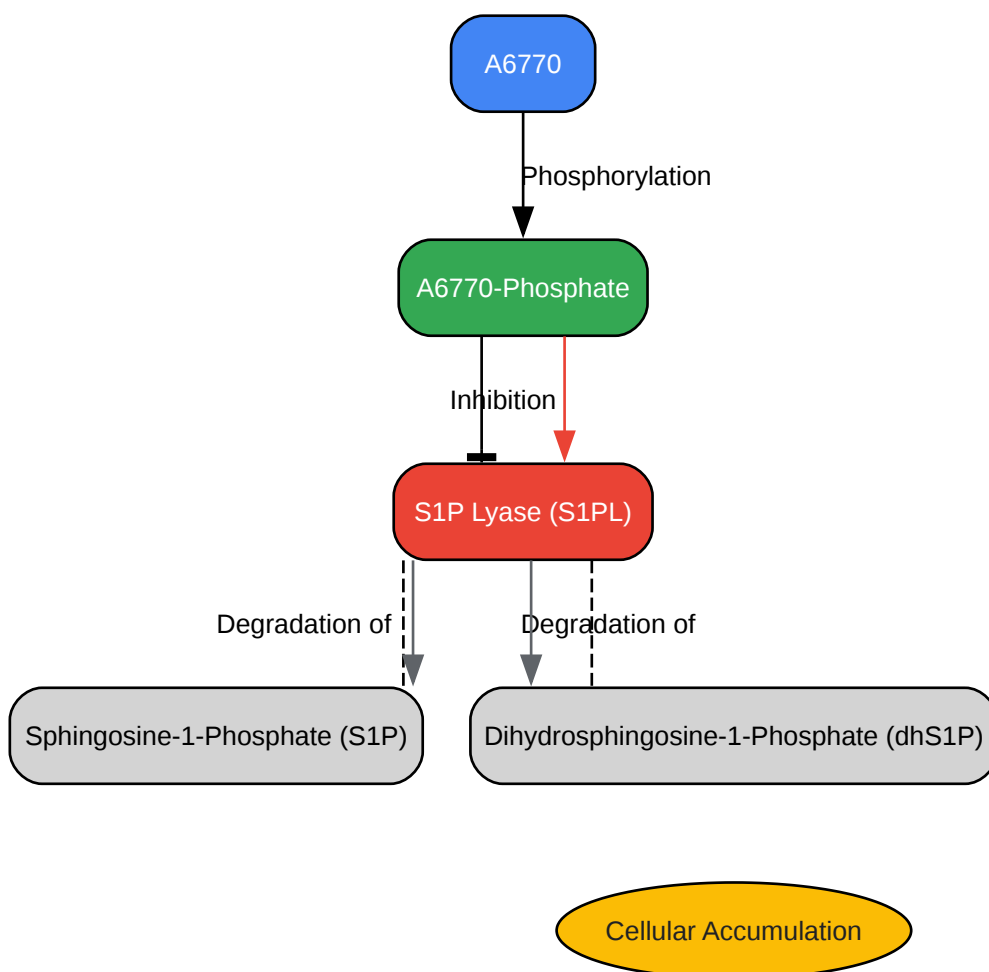 A6770
Phosphorylation
A6770-Phosphate
Inhibition
S1P Lyase (S1PL)
Degradation of
Degradation of
Sphingosine-1-Phosphate (S1P)
Dihydrosphingosine-1-Phosphate (dhS1P)
Cellular Accumulation